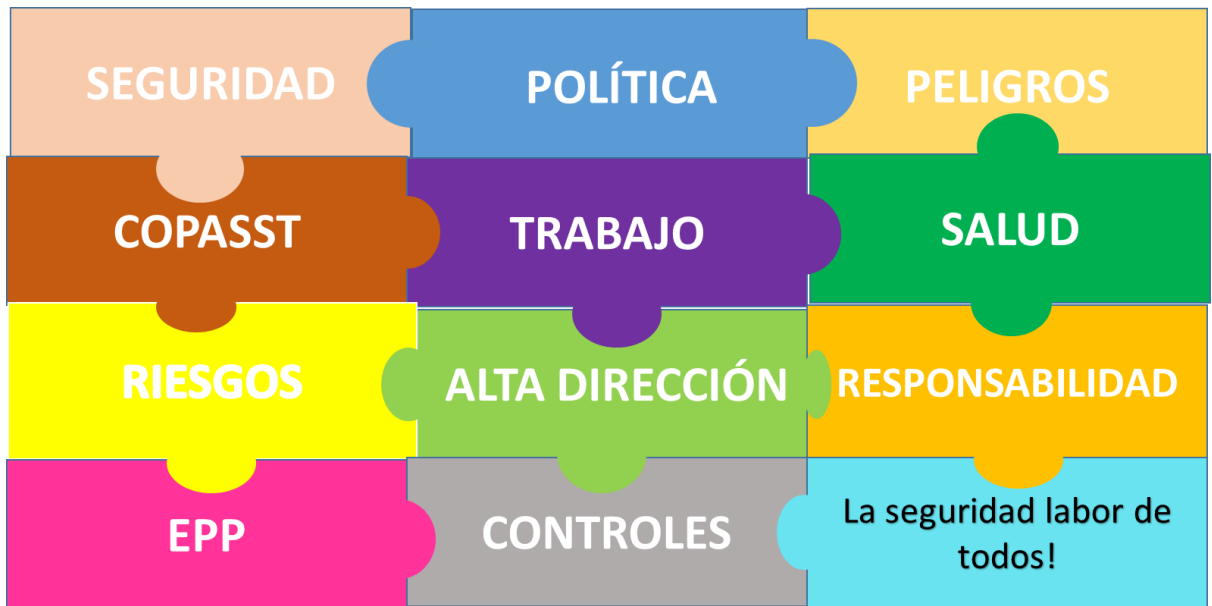 SEGURIDAD
POLÍTICA
PELIGROS
COPASST
TRABAJO
SALUD
RIESGOS
ALTA DIRECCIÓN
RESPONSABILIDAD
EPP
CONTROLES
La seguridad labor de
todos!